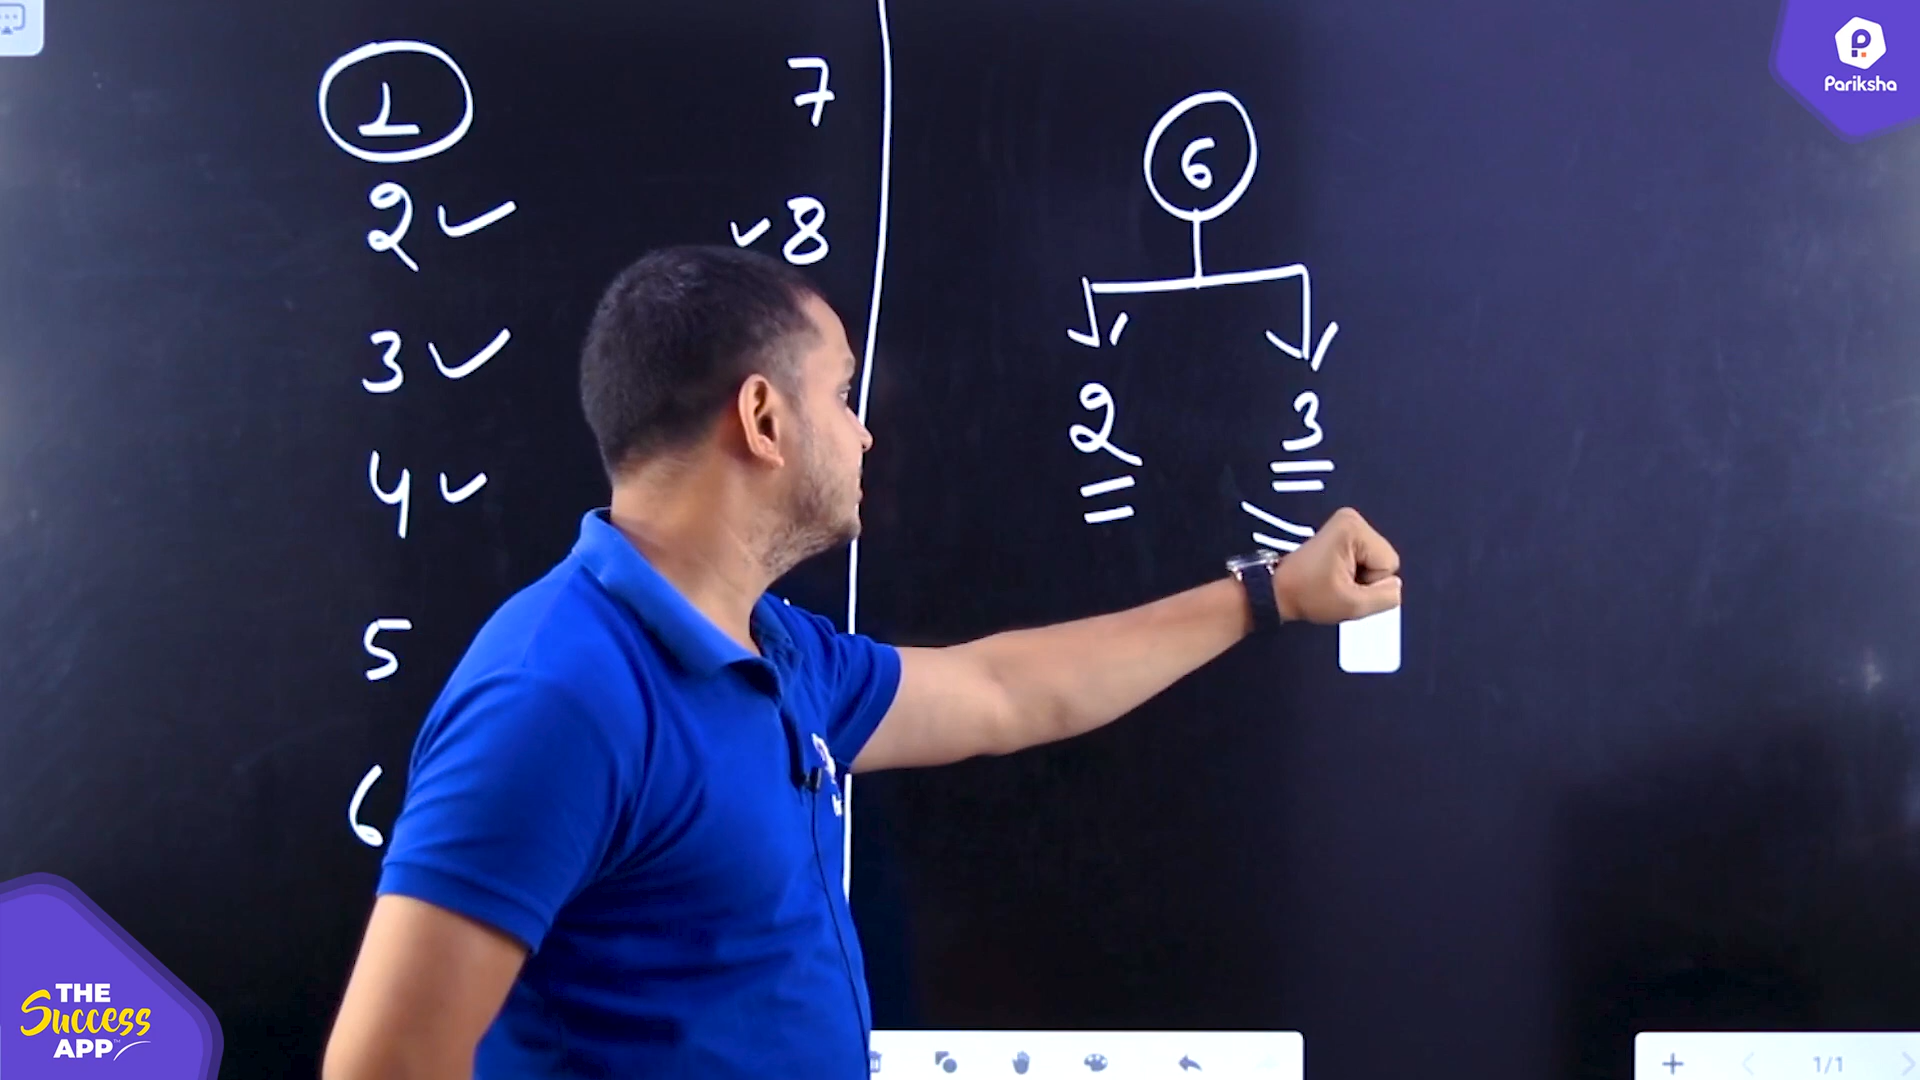 1
2 ✓
3 ✓
4 ✓
5
6
7
✓ 8
6
2 3
Pariksha
THE
Success
APP
1/1